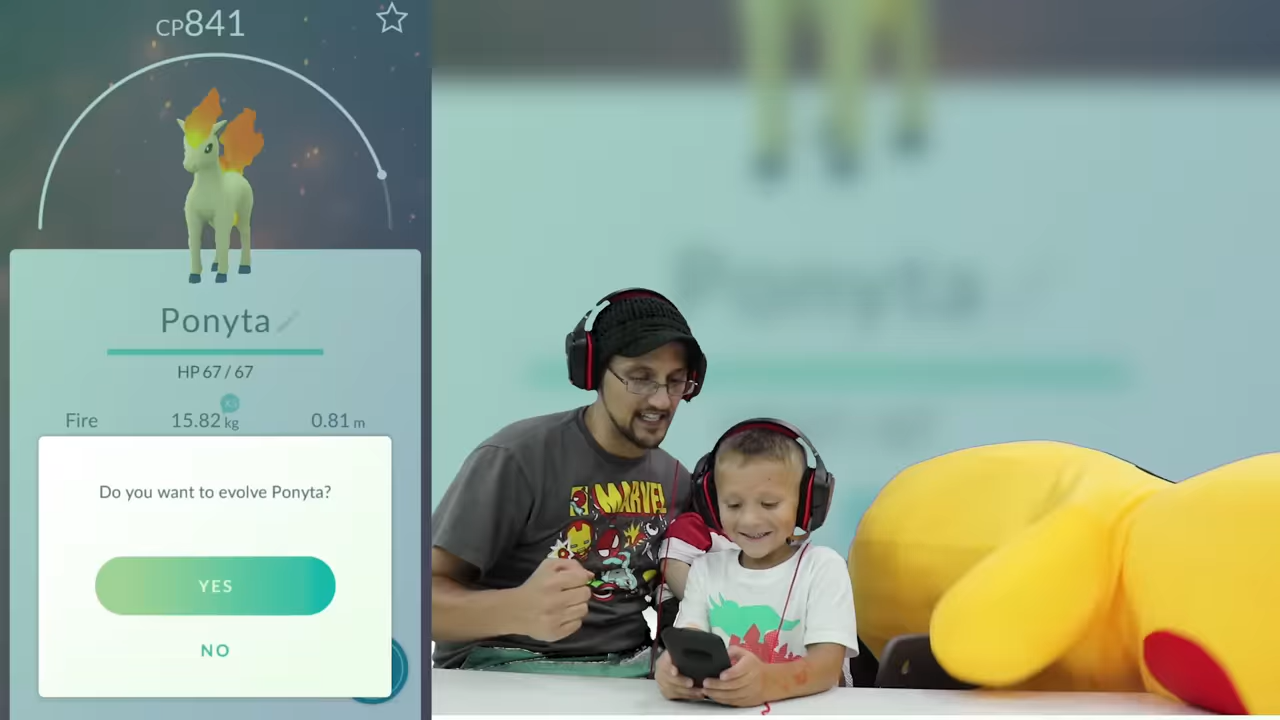 CP841
Ponyta
HP 67 / 67
Fire 15.82 kg 0.81 m
Do you want to evolve Ponyta?
YES
NO
Ponyta
MARVEL